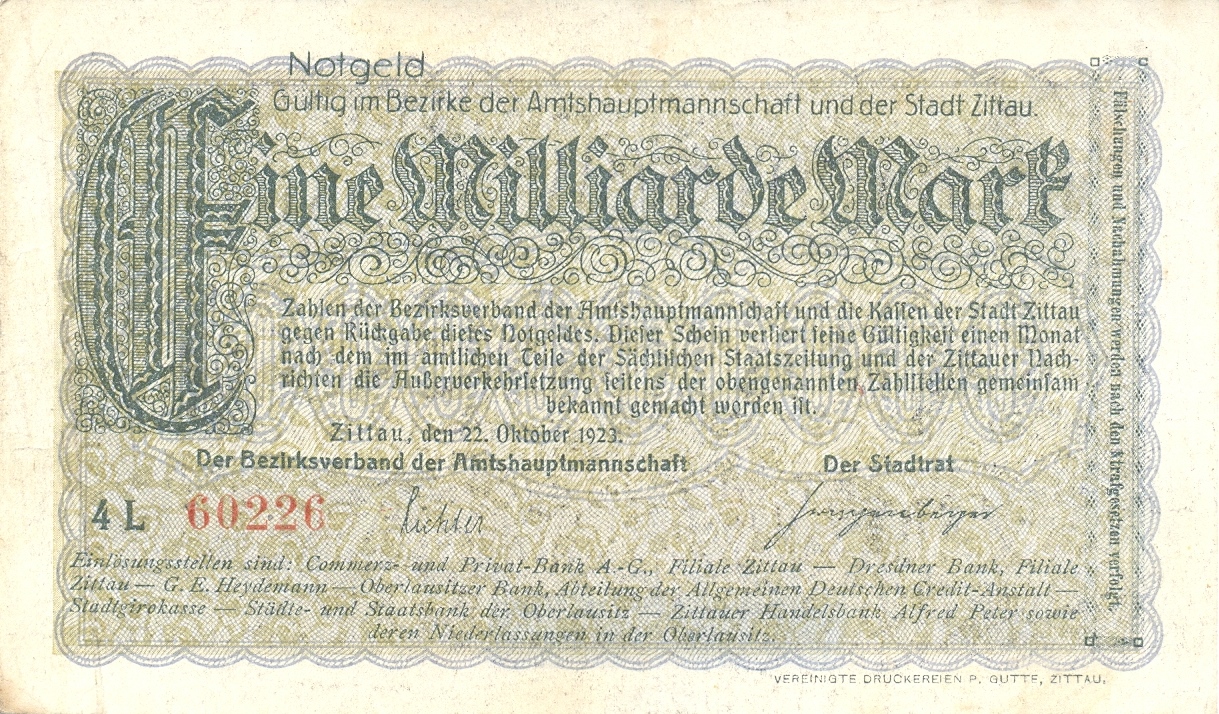 Notgeld
Gültig im Bezirke der Amtshauptmannschaft und der Stadt Zittau.
Eine Milliarde Mark
Zahlen der Bezirksverband der Amtshauptmannschaft und die Kassen der Stadt Zittau
gegen Rückgabe dieses Notgeldes. Dieser Schein verliert seine Gültigkeit einen Monat
nach dem im amtlichen Teile der Sächsischen Staatszeitung und der Zittauer Nach-
richten die Außerverkehrsetzung seitens der obengenannten Zahlstellen gemeinsam
bekannt gemacht worden ist.
Zittau, den 22. Oktober 1923.
Der Bezirksverband der Amtshauptmannschaft Der Stadtrat
4 L 60226 Richter
Einlösungsstellen sind: Commerz- und Privat-Bank A.-G., Filiale Zittau — Dresdner Bank, Filiale
Zittau — G. E. Heydemann — Oberlausitzer Bank, Abteilung der Allgemeinen Deutschen Credit-Anstalt —
Stadtgirokasse — Städte- und Staatsbank der Oberlausitz — Zittauer Handelsbank Alfred Peter sowie
deren Niederlassungen in der Oberlausitz.
Fälschungen und Nachahmungen werden nach den Strafgesetzen verfolgt.
VEREINIGTE DRUCKEREIEN P. GUTTE, ZITTAU.